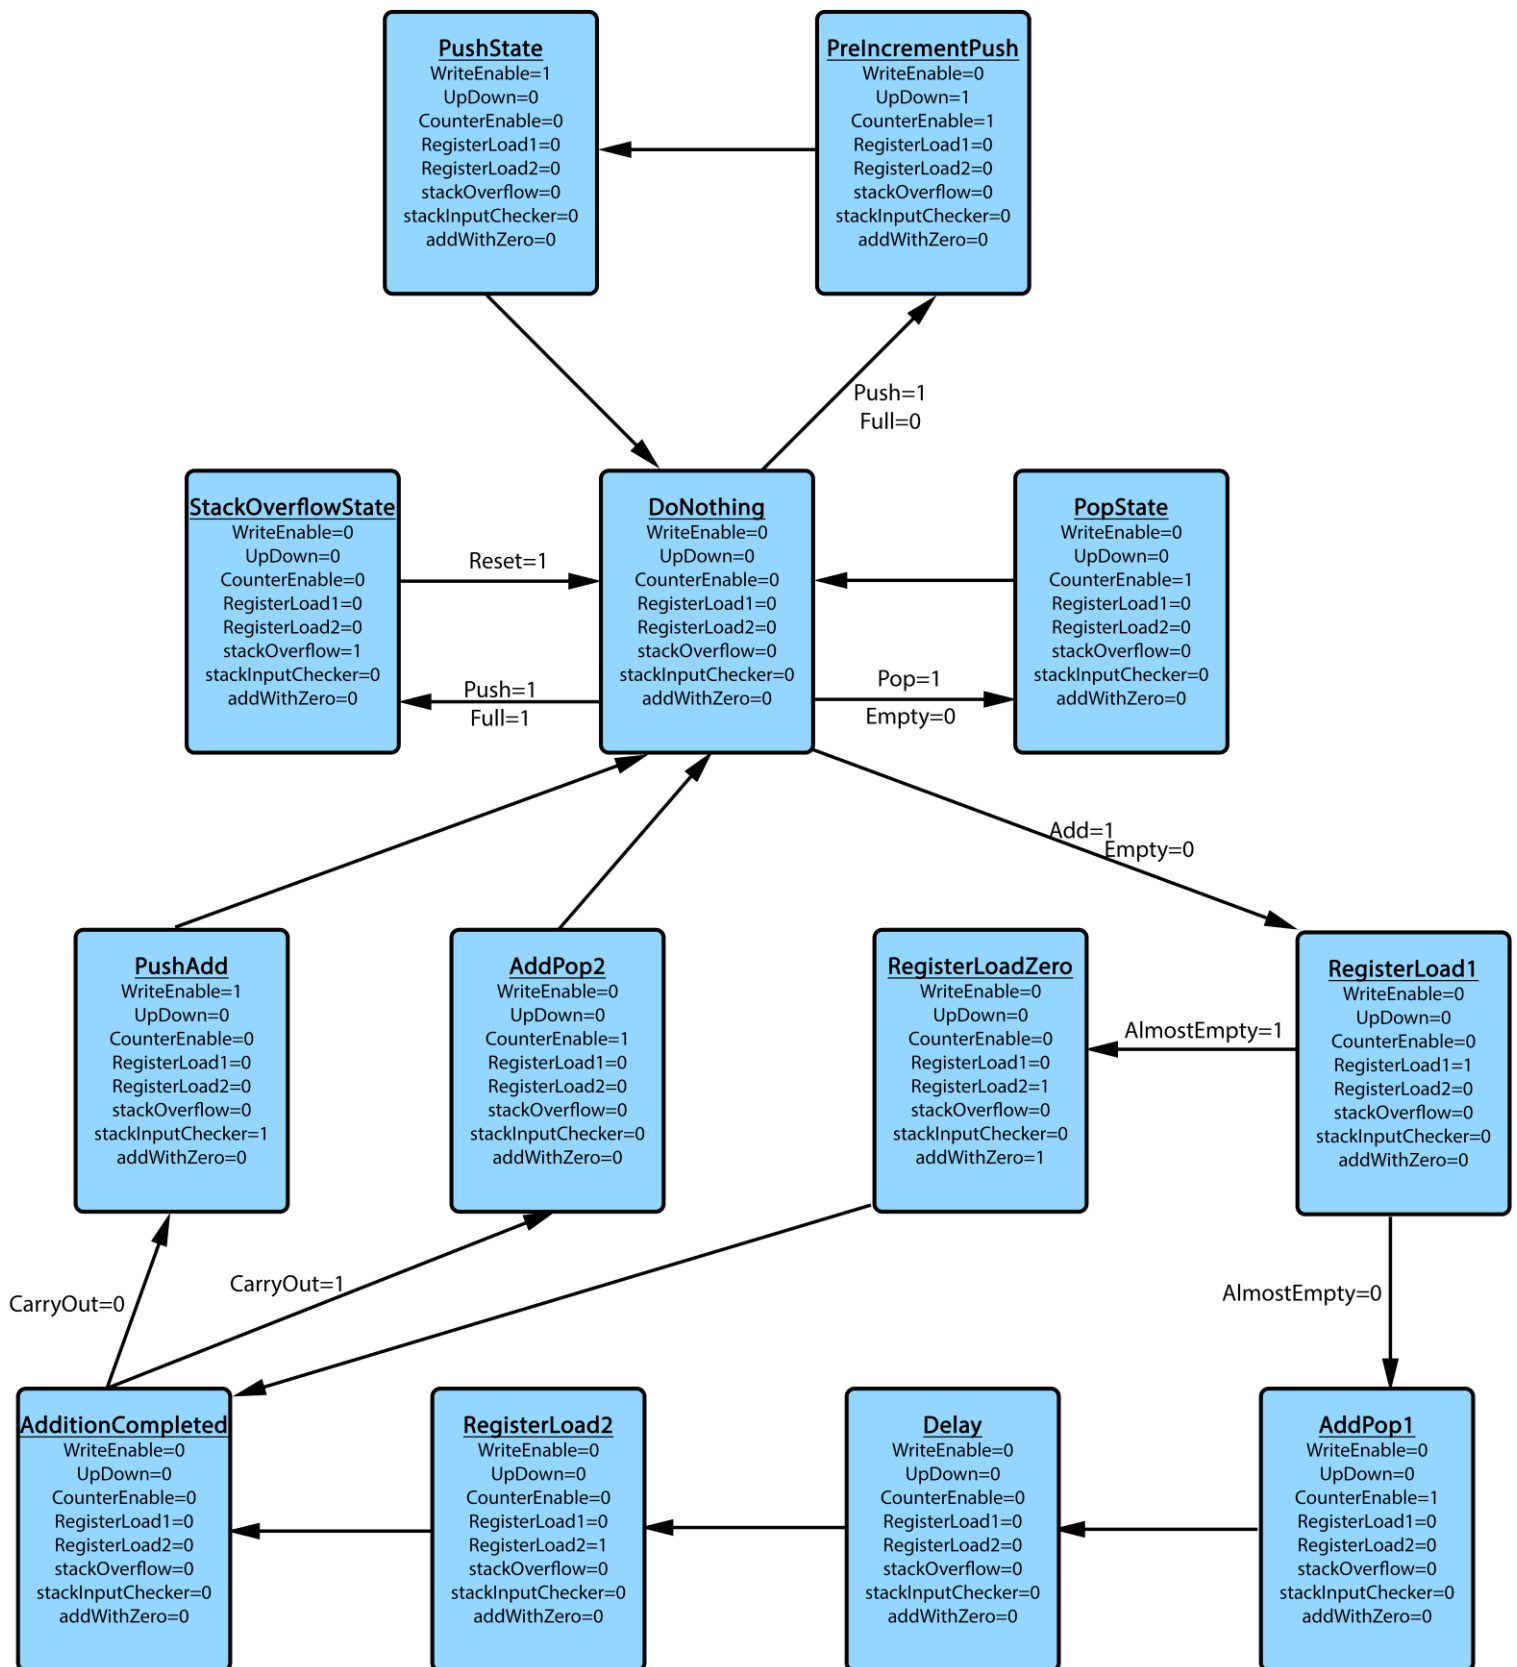 PushState
WriteEnable=1
UpDown=0
CounterEnable=0
RegisterLoad1=0
RegisterLoad2=0
stackOverflow=0
stackInputChecker=0
addWithZero=0
PreIncrementPush
WriteEnable=0
UpDown=1
CounterEnable=1
RegisterLoad1=0
RegisterLoad2=0
stackOverflow=0
stackInputChecker=0
addWithZero=0
Push=1
Full=0
StackOverflowState
WriteEnable=0
UpDown=0
CounterEnable=0
RegisterLoad1=0
RegisterLoad2=0
stackOverflow=1
stackInputChecker=0
addWithZero=0
Reset=1
Push=1
Full=1
DoNothing
WriteEnable=0
UpDown=0
CounterEnable=0
RegisterLoad1=0
RegisterLoad2=0
stackOverflow=0
stackInputChecker=0
addWithZero=0
Pop=1
Empty=0
PopState
WriteEnable=0
UpDown=0
CounterEnable=1
RegisterLoad1=0
RegisterLoad2=0
stackOverflow=0
stackInputChecker=0
addWithZero=0
Add=1
Empty=0
PushAdd
WriteEnable=1
UpDown=0
CounterEnable=0
RegisterLoad1=0
RegisterLoad2=0
stackOverflow=0
stackInputChecker=1
addWithZero=0
AddPop2
WriteEnable=0
UpDown=0
CounterEnable=1
RegisterLoad1=0
RegisterLoad2=0
stackOverflow=0
stackInputChecker=0
addWithZero=0
RegisterLoadZero
WriteEnable=0
UpDown=0
CounterEnable=0
RegisterLoad1=0
RegisterLoad2=1
stackOverflow=0
stackInputChecker=0
addWithZero=1
AlmostEmpty=1
RegisterLoad1
WriteEnable=0
UpDown=0
CounterEnable=0
RegisterLoad1=1
RegisterLoad2=0
stackOverflow=0
stackInputChecker=0
addWithZero=0
CarryOut=0
CarryOut=1
AlmostEmpty=0
AdditionCompleted
WriteEnable=0
UpDown=0
CounterEnable=0
RegisterLoad1=0
RegisterLoad2=0
stackOverflow=0
stackInputChecker=0
addWithZero=0
RegisterLoad2
WriteEnable=0
UpDown=0
CounterEnable=0
RegisterLoad1=0
RegisterLoad2=1
stackOverflow=0
stackInputChecker=0
addWithZero=0
Delay
WriteEnable=0
UpDown=0
CounterEnable=0
RegisterLoad1=0
RegisterLoad2=0
stackOverflow=0
stackInputChecker=0
addWithZero=0
AddPop1
WriteEnable=0
UpDown=0
CounterEnable=1
RegisterLoad1=0
RegisterLoad2=0
stackOverflow=0
stackInputChecker=0
addWithZero=0